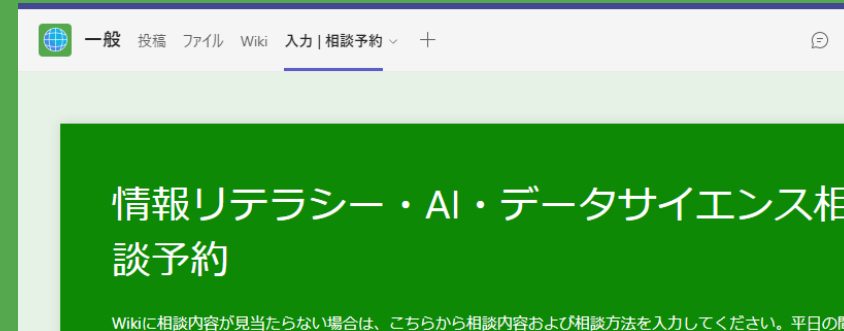 一般 投稿 ファイル Wiki 入力 | 相談予約
情報リテラシー・AI・データサイエンス相
談予約
Wikiに相談内容が見当たらない場合は、こちらから相談内容および相談方法を入力してください。平日の